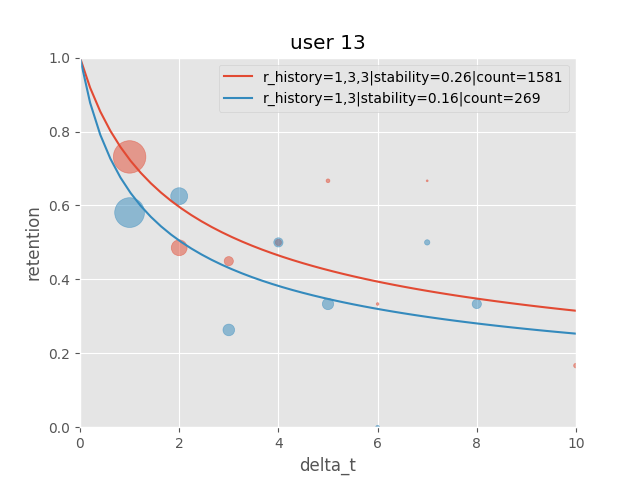 user 13
r_history=1,3,3|stability=0.26|count=1581
r_history=1,3|stability=0.16|count=269
1.0
0.8
0.6
0.4
0.2
0.0
retention
0 2 4 6 8 10
delta_t